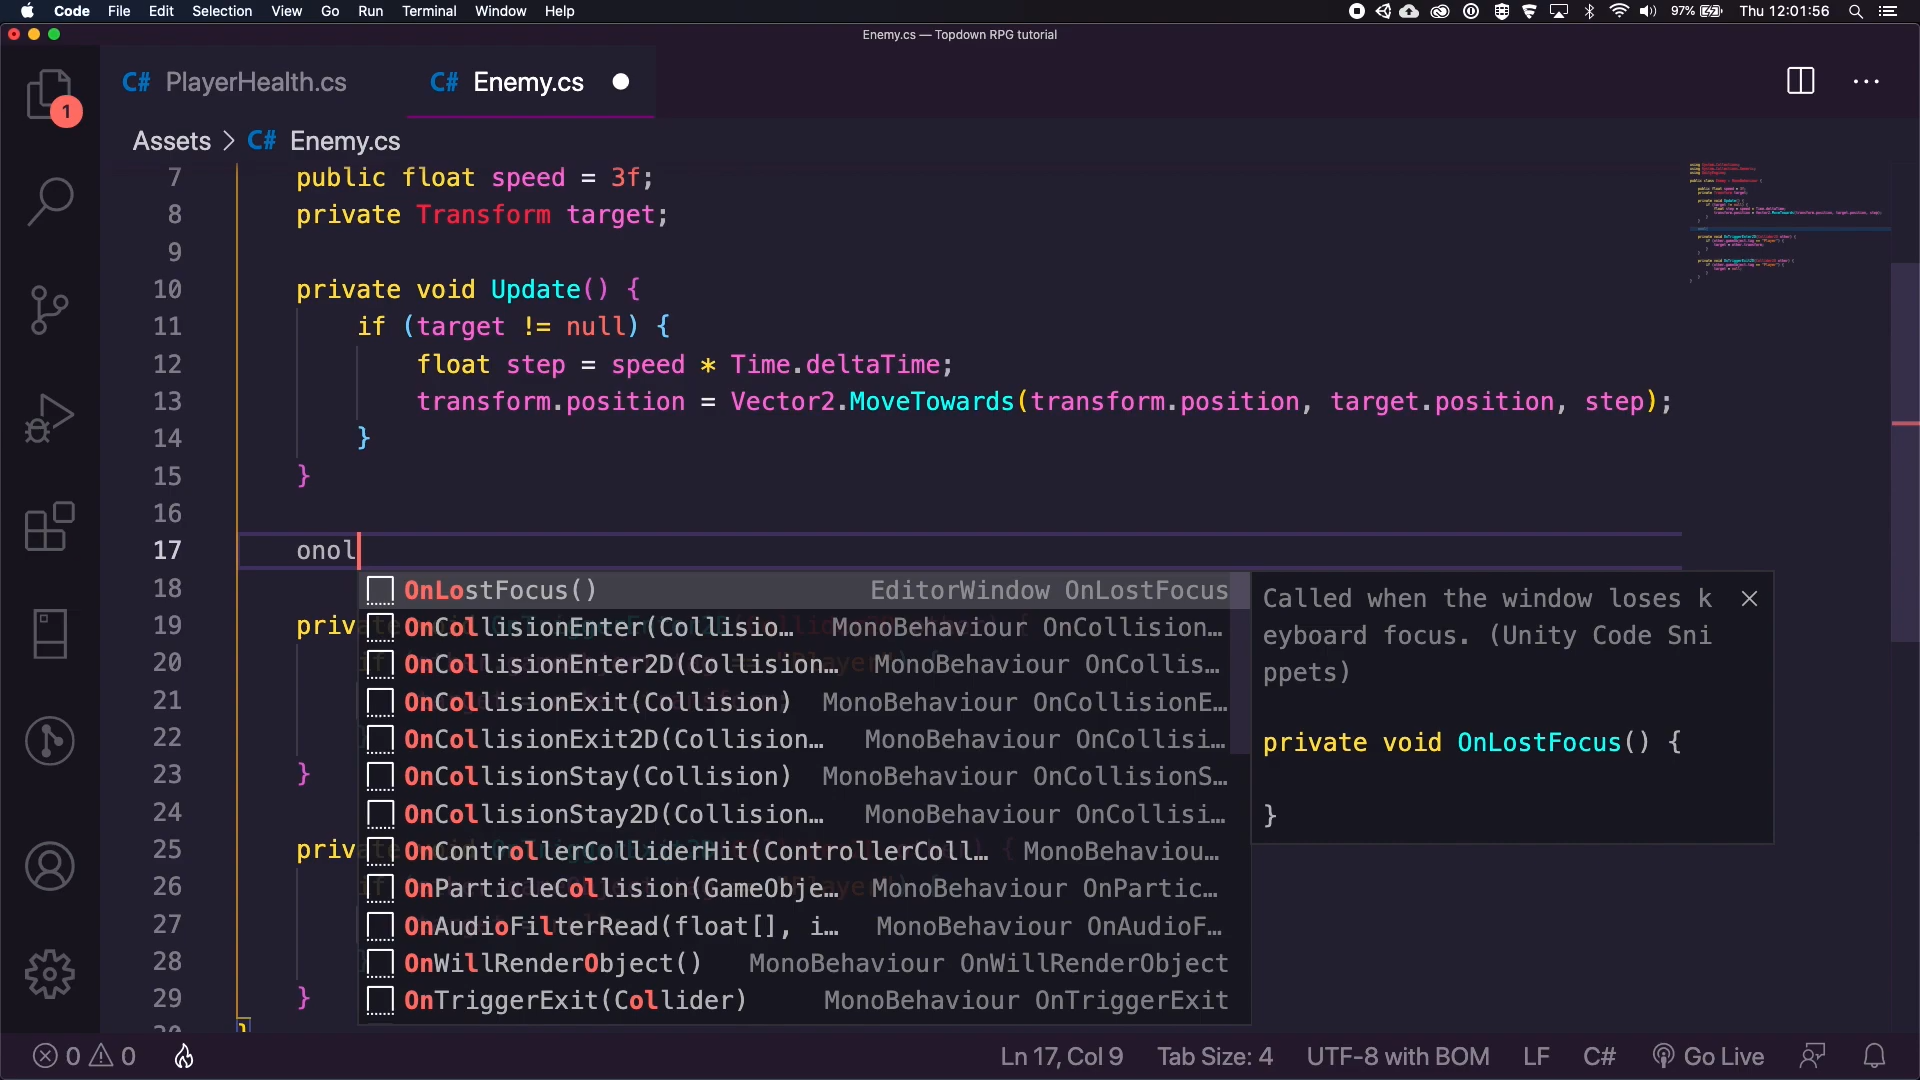 Code File Edit Selection View Go Run Terminal Window Help 97% Thu 12:01:56
Enemy.cs — Topdown RPG tutorial
C# PlayerHealth.cs C# Enemy.cs
1
Assets > C# Enemy.cs
7 public float speed = 3f;
8 private Transform target;
9
10 private void Update() {
11 if (target != null) {
12 float step = speed * Time.deltaTime;
13 transform.position = Vector2.MoveTowards(transform.position, target.position, step);
14 }
15 }
16
17 onol
18
OnLostFocus() EditorWindow OnLostFocus
19 priv OnCollisionEnter(Collisio… MonoBehaviour OnCollision…
20 OnCollisionEnter2D(Collision… MonoBehaviour OnCollis…
21 OnCollisionExit(Collision) MonoBehaviour OnCollisionE…
22 OnCollisionExit2D(Collision… MonoBehaviour OnCollisi…
23 } OnCollisionStay(Collision) MonoBehaviour OnCollisionS…
24 OnCollisionStay2D(Collision… MonoBehaviour OnCollisi…
25 priv OnControllerColliderHit(ControllerColl… MonoBehaviou…
26 OnParticleCollision(GameObje… MonoBehaviour OnPartic…
27 OnAudioFilterRead(float[], i… MonoBehaviour OnAudioF…
28 OnWillRenderObject() MonoBehaviour OnWillRenderObject
29 } OnTriggerExit(Collider) MonoBehaviour OnTriggerExit
30 }
Called when the window loses k
eyboard focus. (Unity Code Sni
ppets)
private void OnLostFocus() {
}
0 0 Ln 17, Col 9 Tab Size: 4 UTF-8 with BOM LF C# Go Live